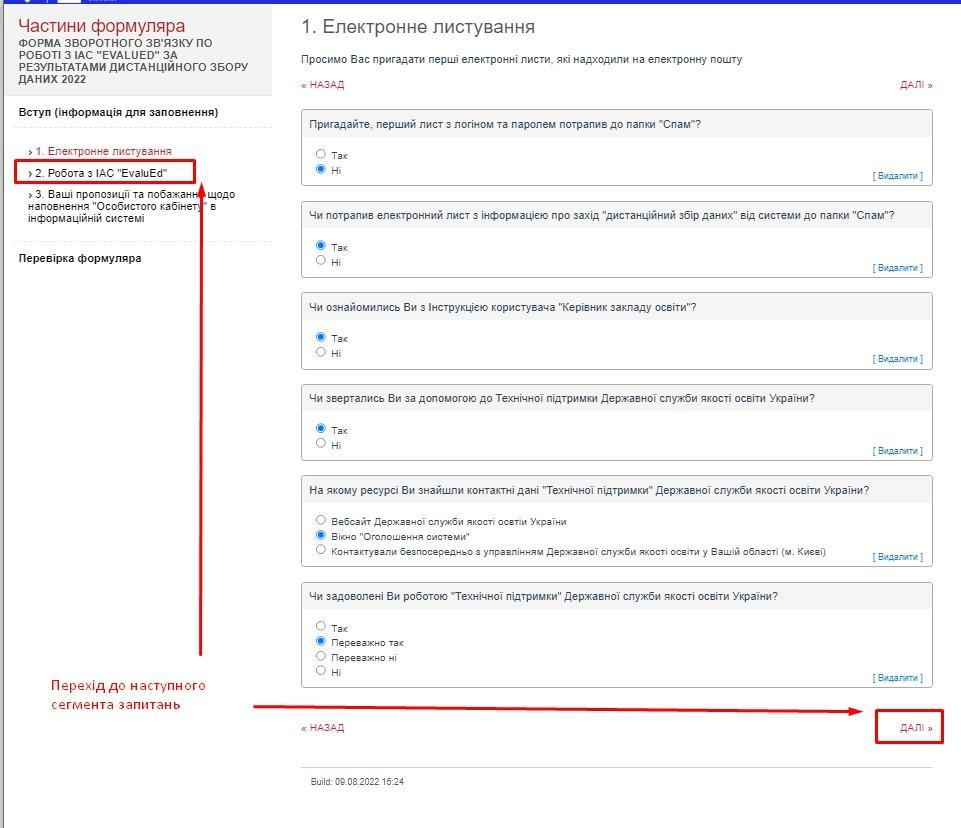 Частини формуляра
ФОРМА ЗВОРОТНОГО ЗВ'ЯЗКУ ПО
РОБОТІ З ІАС "EVALUED" ЗА
РЕЗУЛЬТАТАМИ ДИСТАНЦІЙНОГО ЗБОРУ
ДАНИХ 2022
Вступ (інформація для заповнення)
› 1. Електронне листування
› 2. Робота з ІАС "EvaluEd"
› 3. Ваші пропозиції та побажання щодо
наповнення "Особистого кабінету" в
інформаційній системі
Перевірка формуляра
1. Електронне листування
Просимо Вас пригадати перші електронні листи, які надходили на електронну пошту
« НАЗАД
ДАЛІ »
Пригадайте, перший лист з логіном та паролем потрапив до папки "Спам"?
Так
Ні
[ Видалити ]
Чи потрапив електронний лист з інформацією про захід "дистанційний збір даних" від системи до папки "Спам"?
Так
Ні
[ Видалити ]
Чи ознайомились Ви з Інструкцією користувача "Керівник закладу освіти"?
Так
Ні
[ Видалити ]
Чи звертались Ви за допомогою до Технічної підтримки Державної служби якості освіти України?
Так
Ні
[ Видалити ]
На якому ресурсі Ви знайшли контактні дані "Технічної підтримки" Державної служби якості освіти України?
Вебсайт Державної служби якості освтіи України
Вікно "Оголошення системи"
Контактували безпосередньо з управлінням Державної служби якості освіти у Вашій області (м. Києві)
[ Видалити ]
Чи задоволені Ви роботою "Технічної підтримки" Державної служби якості освіти України?
Так
Переважно так
Переважно ні
Ні
[ Видалити ]
Перехід до наступного
сегмента запитань
« НАЗАД
ДАЛІ »
Build: 09.08.2022 15:24